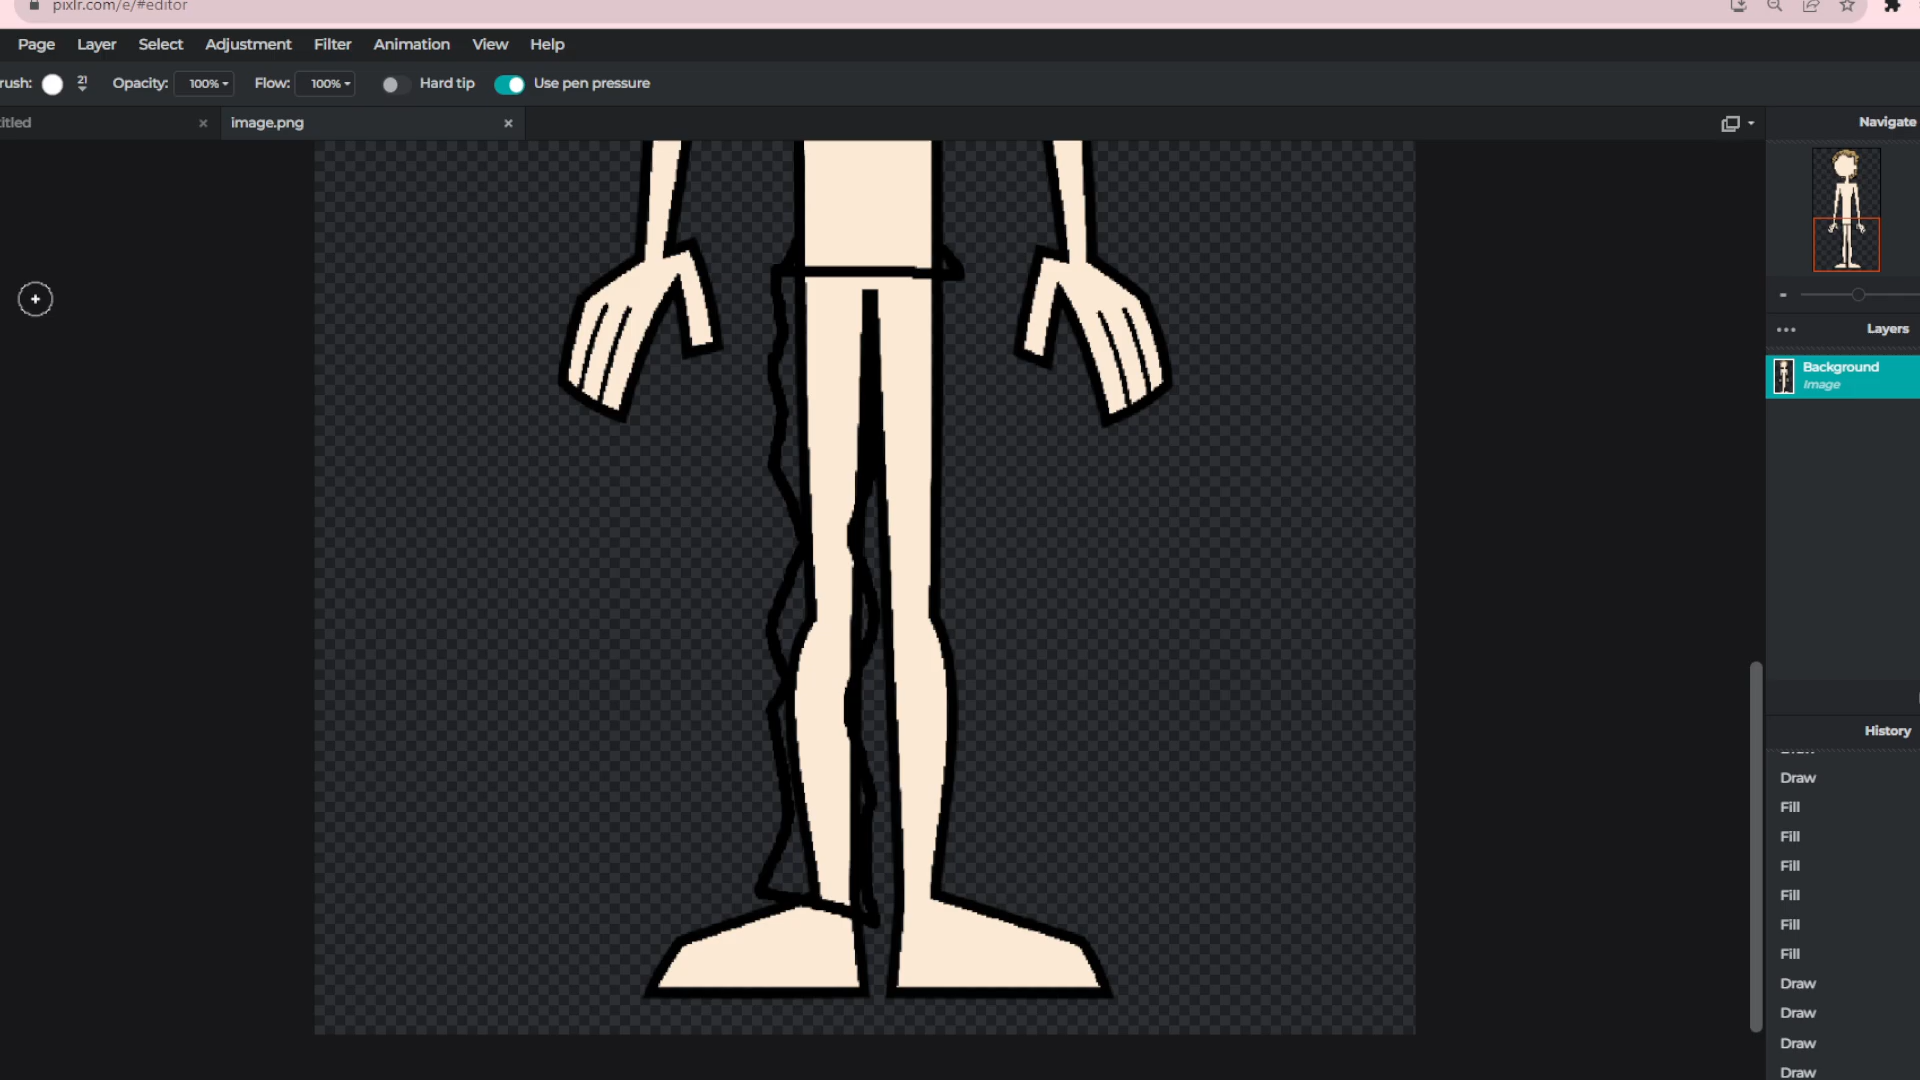 pixlr.com/e/#editor
Page Layer Select Adjustment Filter Animation View Help
rush: 21 Opacity: 100% Flow: 100% Hard tip Use pen pressure
titled × image.png ×
Navigate
Layers
Background
Image
History
Draw
Fill
Fill
Fill
Fill
Fill
Fill
Draw
Draw
Draw
Draw